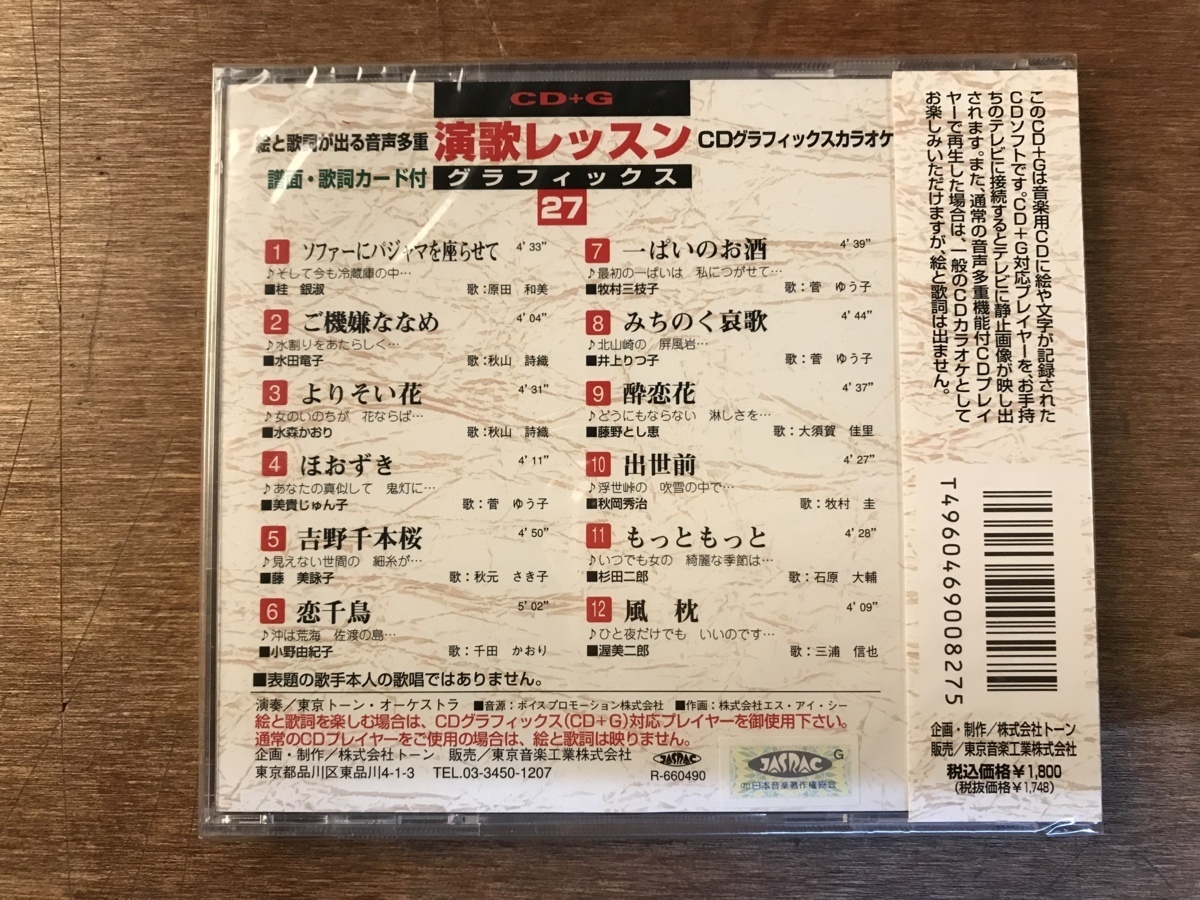 CD+G
絵と歌詞が出る音声多重 演歌レッスン CDグラフィックスカラオケ
譜面・歌詞カード付 グラフィックス
27
1 ソファーにパジャマを座らせて 4'33"
♪そして今も冷蔵庫の中…
■桂 銀淑 歌:原田 和美
2 ご機嫌ななめ 4'04"
♪水割りをあたらしく…
■水田竜子 歌:秋山 詩織
3 よりそい花 4'31"
♪女のいのちが 花ならば…
■水森かおり 歌:秋山 詩織
4 ほおずき 4'11"
♪あなたの真似して 鬼灯に…
■美貴じゅん子 歌:菅 ゆう子
5 吉野千本桜 4'50"
♪見えない世間の 細糸が…
■藤 美詠子 歌:秋元 さき子
6 恋千鳥 5'02"
♪沖は荒海 佐渡の島…
■小野由紀子 歌:千田 かおり
7 一ぱいのお酒 4'39"
♪最初の一ぱいは 私につがせて…
■牧村三枝子 歌:菅 ゆう子
8 みちのく哀歌 4'44"
♪北山崎の 屏風岩…
■井上りつ子 歌:菅 ゆう子
9 酔恋花 4'37"
♪どうにもならない 淋しさを…
■藤野とし恵 歌:大須賀 佳里
10 出世前 4'27"
♪浮世峠の 吹雪の中で…
■秋岡秀治 歌:牧村 圭
11 もっともっと 4'28"
♪いつでも女の 綺麗な季節は…
■杉田二郎 歌:石原 大輔
12 風 枕 4'09"
♪ひと夜だけでも いいのです…
■渥美二郎 歌:三浦 信也
■表題の歌手本人の歌唱ではありません。
演奏/東京トーン・オーケストラ ■音源:ボイスプロモーション株式会社 ■作画:株式会社エス・アイ・シー
絵と歌詞を楽しむ場合は、CDグラフィックス(CD+G)対応プレイヤーを御使用下さい。
通常のCDプレイヤーをご使用の場合は、絵と歌詞は映りません。
企画・制作/株式会社トーン 販売/東京音楽工業株式会社
東京都品川区東品川4-1-3 TEL.03-3450-1207
JASRAC
R-660490
JASRAC G
日本音楽著作権協会
このCD+Gは音楽用CDに絵や文字が記録された
CDソフトです。CD+G対応プレイヤーを、お手持
ちのテレビに接続するとテレビに静止画像が映し出
されます。また、通常の音声多重機能付CDプレイ
ヤーで再生した場合は、一般のCDカラオケとして
お楽しみいただけますが、絵と歌詞は出ません。
T4960469008275
企画・制作/株式会社トーン
販売/東京音楽工業株式会社
税込価格¥1,800
(税抜価格¥1,748)